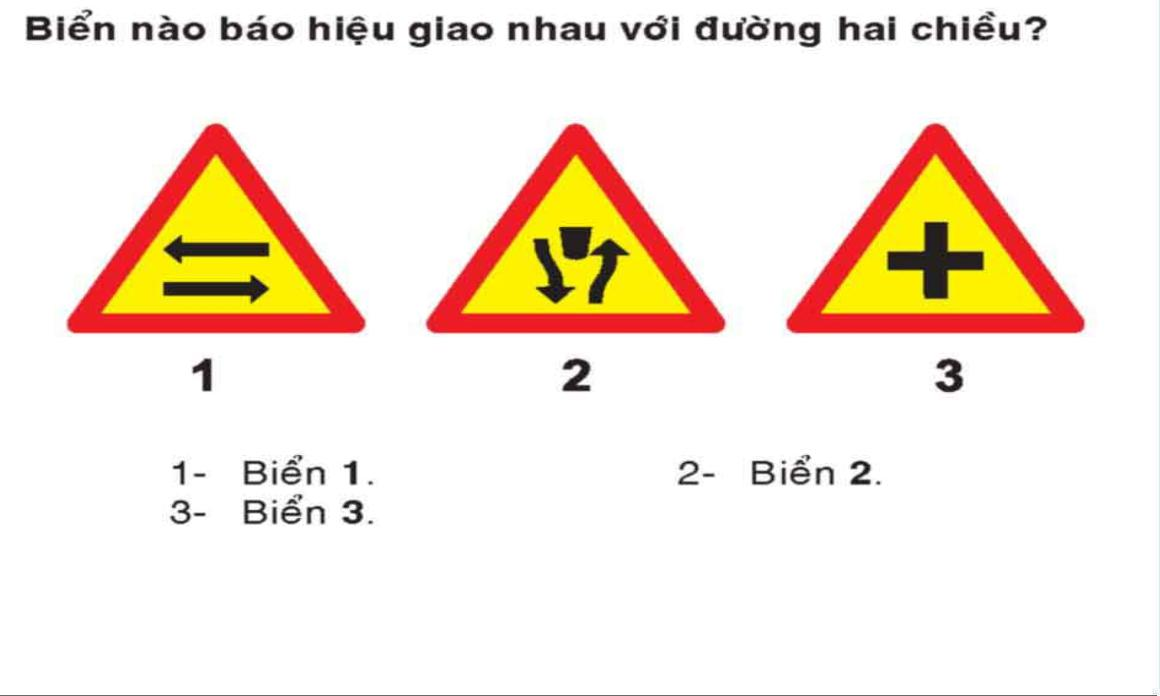 Biển nào báo hiệu giao nhau với đường hai chiều?
1 2 3
1- Biển 1. 2- Biển 2.
3- Biển 3.